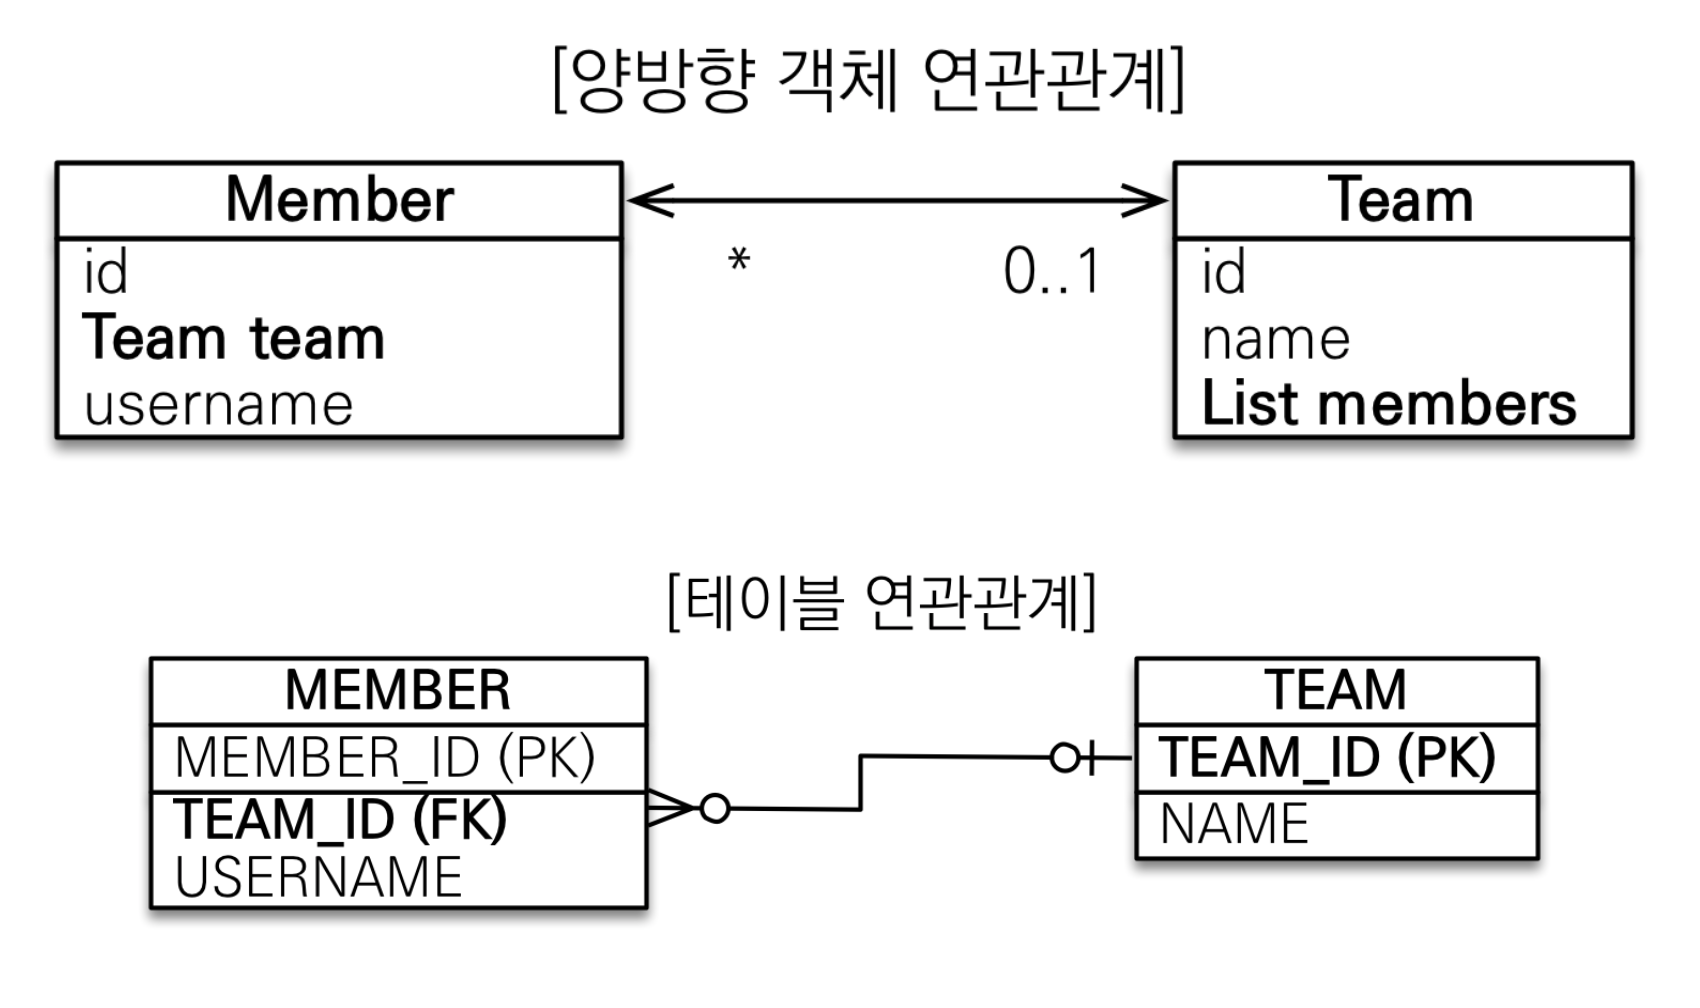 [양방향 객체 연관관계]
Member
id
Team team
username
* 0..1
Team
id
name
List members
[테이블 연관관계]
MEMBER
MEMBER_ID (PK)
TEAM_ID (FK)
USERNAME
TEAM
TEAM_ID (PK)
NAME